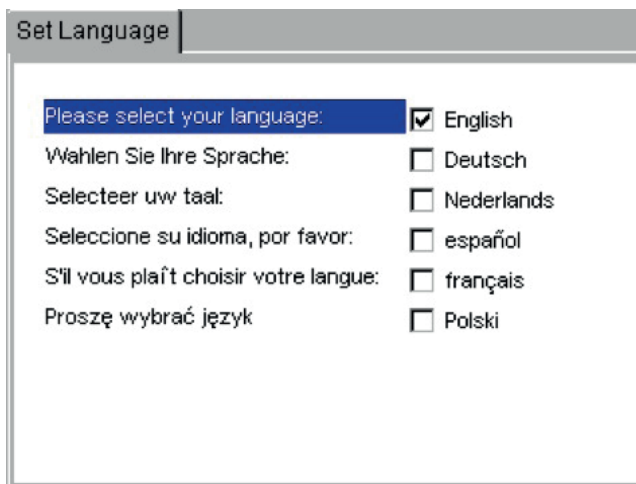 Set Language
Please select your language: English
Wahlen Sie Ihre Sprache: Deutsch
Selecteer uw taal: Nederlands
Seleccione su idioma, por favor: español
S'il vous plaît choisir votre langue: français
Proszę wybrać język Polski